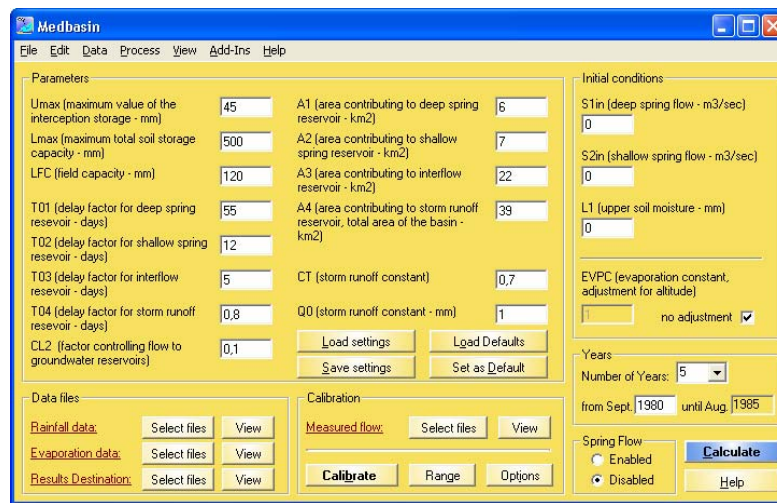 Medbasin
File Edit Data Process View Add-Ins Help
Parameters
Umax (maximum value of the
interception storage - mm)
45
Lmax (maximum total soil storage
capacity - mm)
500
LFC (field capacity - mm)
120
T01 (delay factor for deep spring
resevoir - days)
55
T02 (delay factor for shallow spring
resevoir - days)
12
T03 (delay factor for interflow
resevoir - days)
5
T04 (delay factor for storm runoff
resevoir - days)
0,8
CL2 (factor controlling flow to
groundwater reservoirs)
0,1
A1 (area contributing to deep spring
reservoir - km2)
6
A2 (area contributing to shallow
spring reservoir - km2)
7
A3 (area contributing to interflow
reservoir - km2)
22
A4 (area contributing to storm runoff
reservoir, total area of the basin -
km2)
39
CT (storm runoff constant)
0,7
Q0 (storm runoff constant - mm)
1
Load settings
Load Defaults
Save settings
Set as Default
Initial conditions
S1in (deep spring flow - m3/sec)
0
S2in (shallow spring flow - m3/sec)
0
L1 (upper soil moisture - mm)
0
EVPC (evaporation constant,
adjustment for altitude)
1
no adjustment
Years
Number of Years:
5
from Sept. 1980 until Aug. 1985
Data files
Rainfall data: Select files View
Evaporation data: Select files View
Results Destination: Select files View
Calibration
Measured flow: Select files View
Calibrate Range Options
Spring Flow
Enabled
Disabled
Calculate
Help